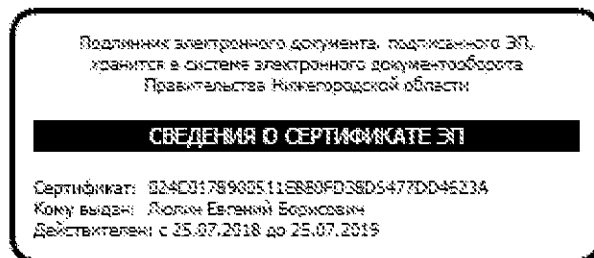 Подлинник электронного документа, подписанного ЭП,
хранится в системе электронного документооборота
Правительства Нижегородской области
СВЕДЕНИЯ О СЕРТИФИКАТЕ ЭП
Сертификат:
Кому выдан: Люлин Евгений Борисович
Действителен: с 25.07.2018 до 25.07.2019